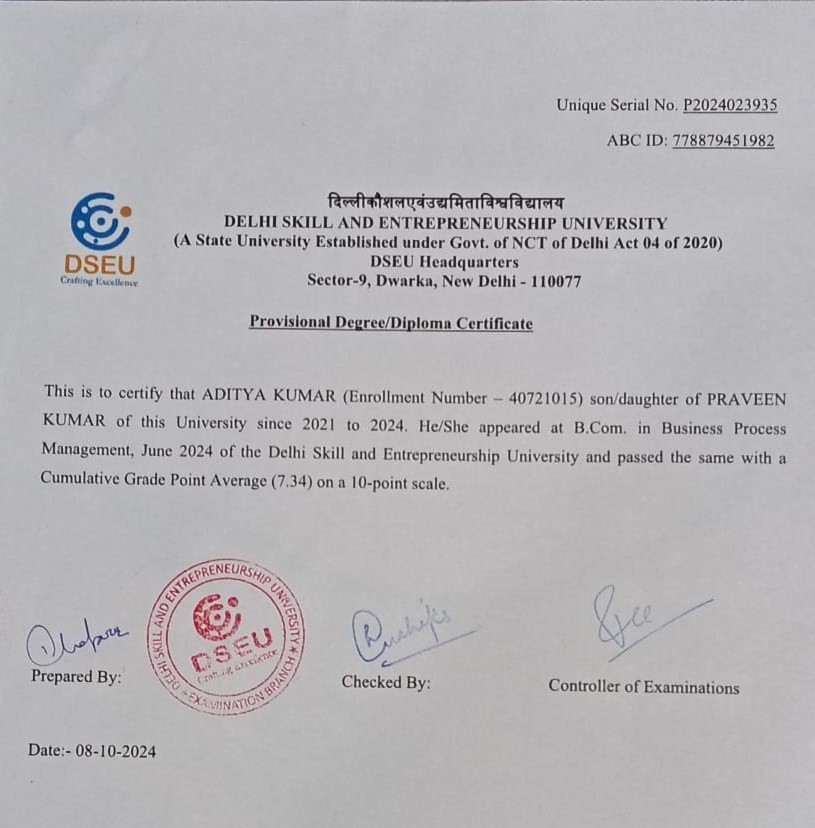 Unique Serial No. P2024023935
ABC ID: 778879451982
दिल्लीकौशलएवंउद्यमिताविश्वविद्यालय
DELHI SKILL AND ENTREPRENEURSHIP UNIVERSITY
(A State University Established under Govt. of NCT of Delhi Act 04 of 2020)
DSEU Headquarters
Sector-9, Dwarka, New Delhi - 110077
DSEU
Crafting Excellence
Provisional Degree/Diploma Certificate
This is to certify that ADITYA KUMAR (Enrollment Number – 40721015) son/daughter of PRAVEEN
KUMAR of this University since 2021 to 2024. He/She appeared at B.Com. in Business Process
Management, June 2024 of the Delhi Skill and Entrepreneurship University and passed the same with a
Cumulative Grade Point Average (7.34) on a 10-point scale.
DELHI SKILL AND ENTREPRENEURSHIP UNIVERSITY
DSEU
Crafting Excellence
EXAMINATION BRANCH
Prepared By:
Checked By:
Controller of Examinations
Date:- 08-10-2024